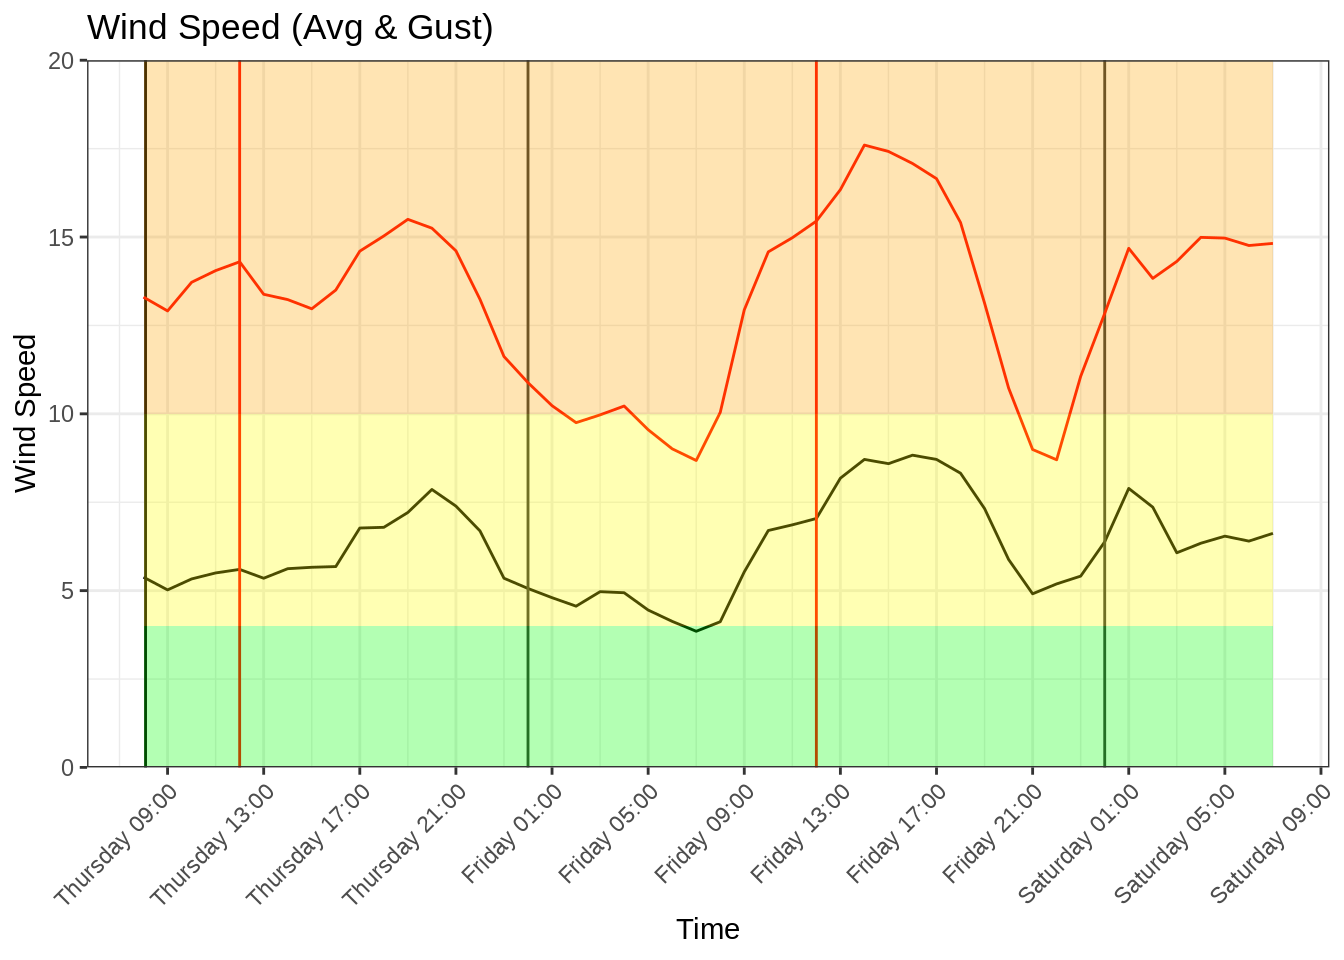 Wind Speed (Avg & Gust)
20
15
10
5
0
Wind Speed
Thursday 09:00
Thursday 13:00
Thursday 17:00
Thursday 21:00
Friday 01:00
Friday 05:00
Friday 09:00
Friday 13:00
Friday 17:00
Friday 21:00
Saturday 01:00
Saturday 05:00
Saturday 09:00
Time